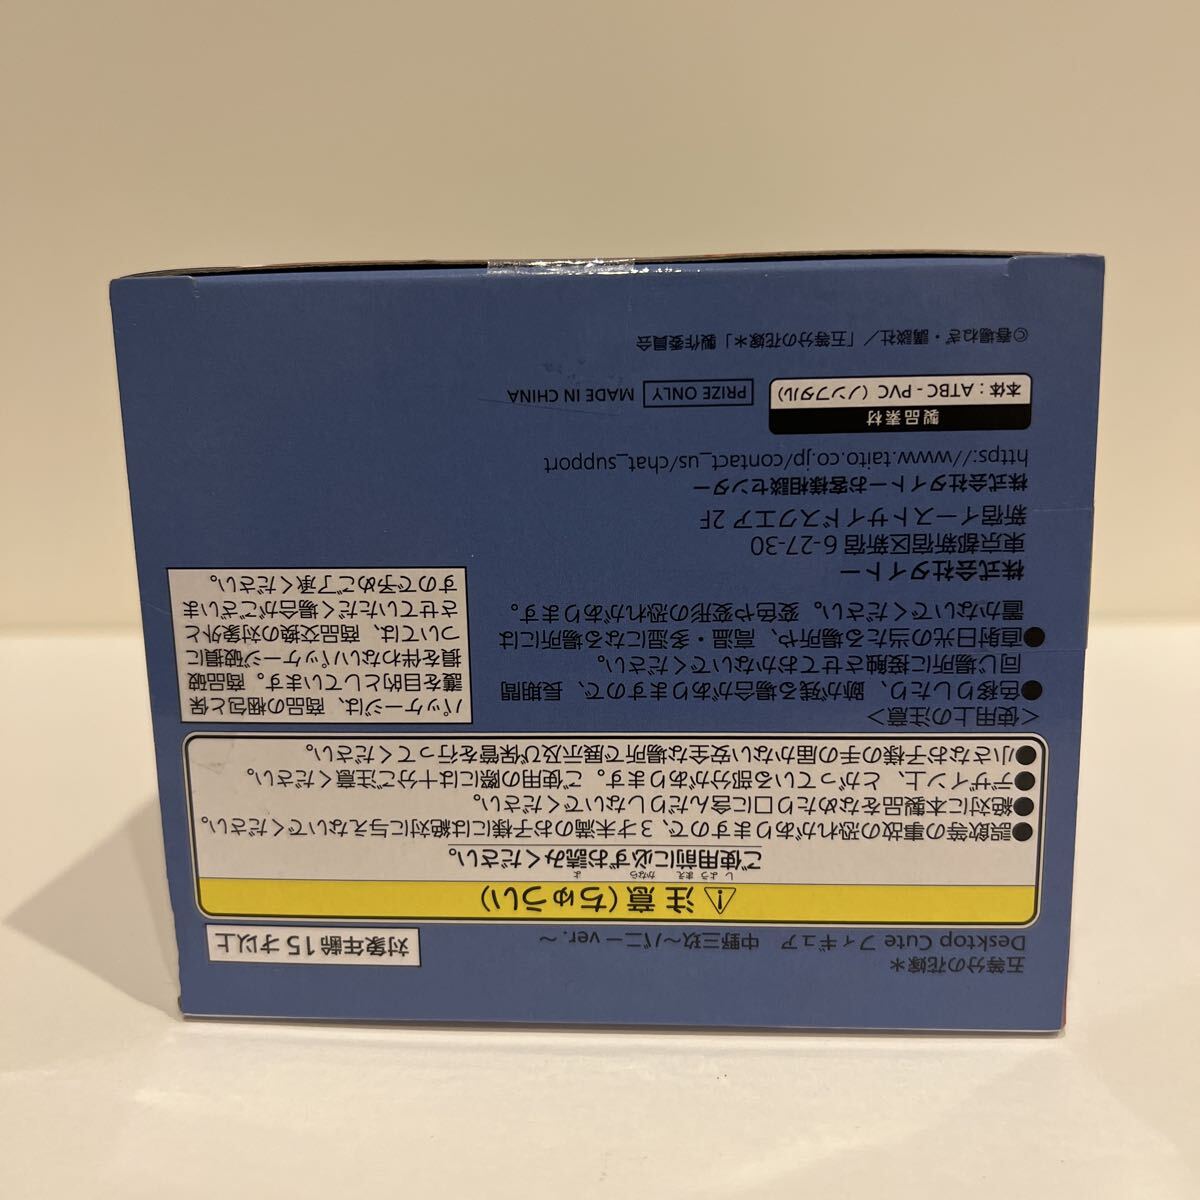 五等分の花嫁＊
Desktop Cute フィギュア 中野三玖～バニーver.～
対象年齢15才以上
⚠注意(ちゅうい)
ご使用前に必ずお読みください。
しようまえ かなら よ
●誤飲等の事故の恐れがありますので、3才未満のお子様には絶対に与えないでください。
●絶対に本製品をなめたり口に含んだりしないでください。
●デザイン上、とがっている部分があります。ご使用の際には十分ご注意ください。
●小さなお子様の手の届かない安全な場所で展示及び保管を行ってください。
<使用上の注意>
●色移りしたり、跡が残る場合がありますので、長期間
同じ場所に接触させておかないでください。
●直射日光の当たる場所や、高温・多湿になる場所には
置かないでください。変色や変形の恐れがあります。
パッケージは、商品の梱包と保
護を目的としています。商品破
損を伴わないパッケージ破損に
ついては、商品交換の対象外と
させていただく場合がございま
すので予めご了承ください。
株式会社タイトー
東京都新宿区新宿 6-27-30
新宿イーストサイドスクエア 2F
株式会社タイトーお客様相談センター
https://www.taito.co.jp/contact_us/chat_support
製品素材
本体：ATBC-PVC (ノンフタル)
PRIZE ONLY
MADE IN CHINA
©春場ねぎ・講談社／「五等分の花嫁＊」製作委員会